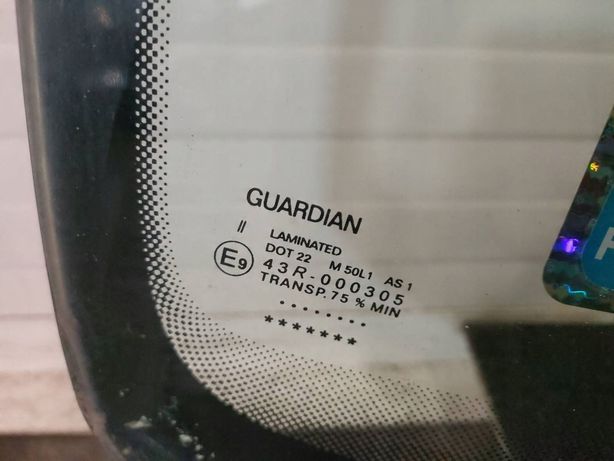 GUARDIAN
II LAMINATED
DOT 22 M 50L1 AS 1
E9 43R-000305
TRANSP. 75 % MIN
. . . . . . . .
* * * * * * *